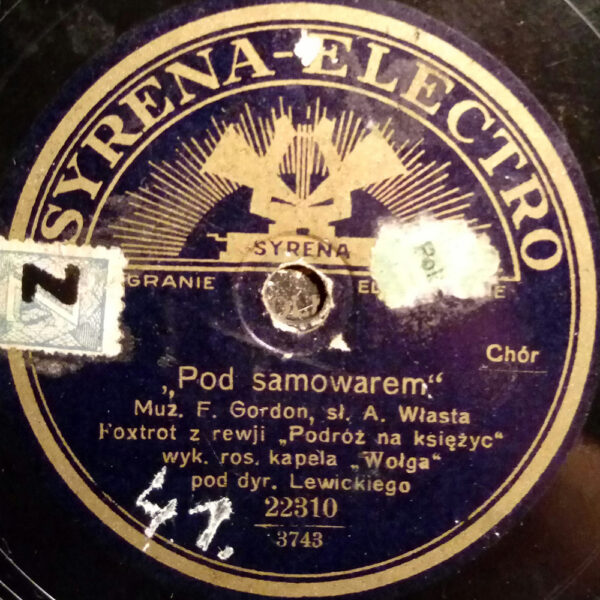 SYRENA-ELECTRO
SYRENA
GRANIE
Z
Chór
„Pod samowarem“
Muz. F. Gordon, sł. A. Własta
Foxtrot z rewji „Podróż na księżyc“
wyk. ros. kapela „Wołga“
pod dyr. Lewickiego
22310
3743